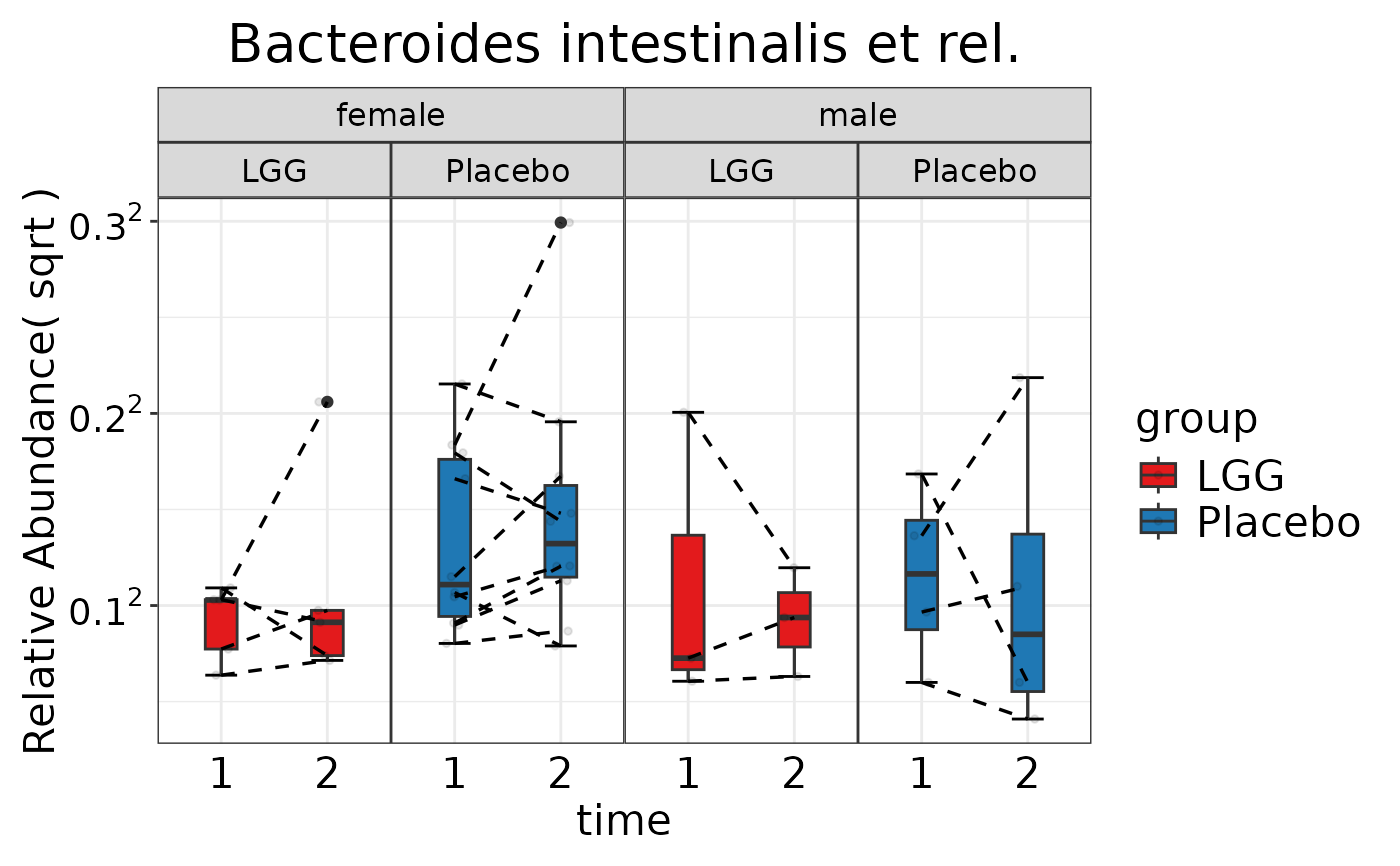 Bacteroides intestinalis et rel.
female
male
LGG
Placebo
LGG
Placebo
Relative Abundance( sqrt )
0.3²
0.2²
0.1²
1
2
1
2
1
2
1
2
time
group
LGG
Placebo